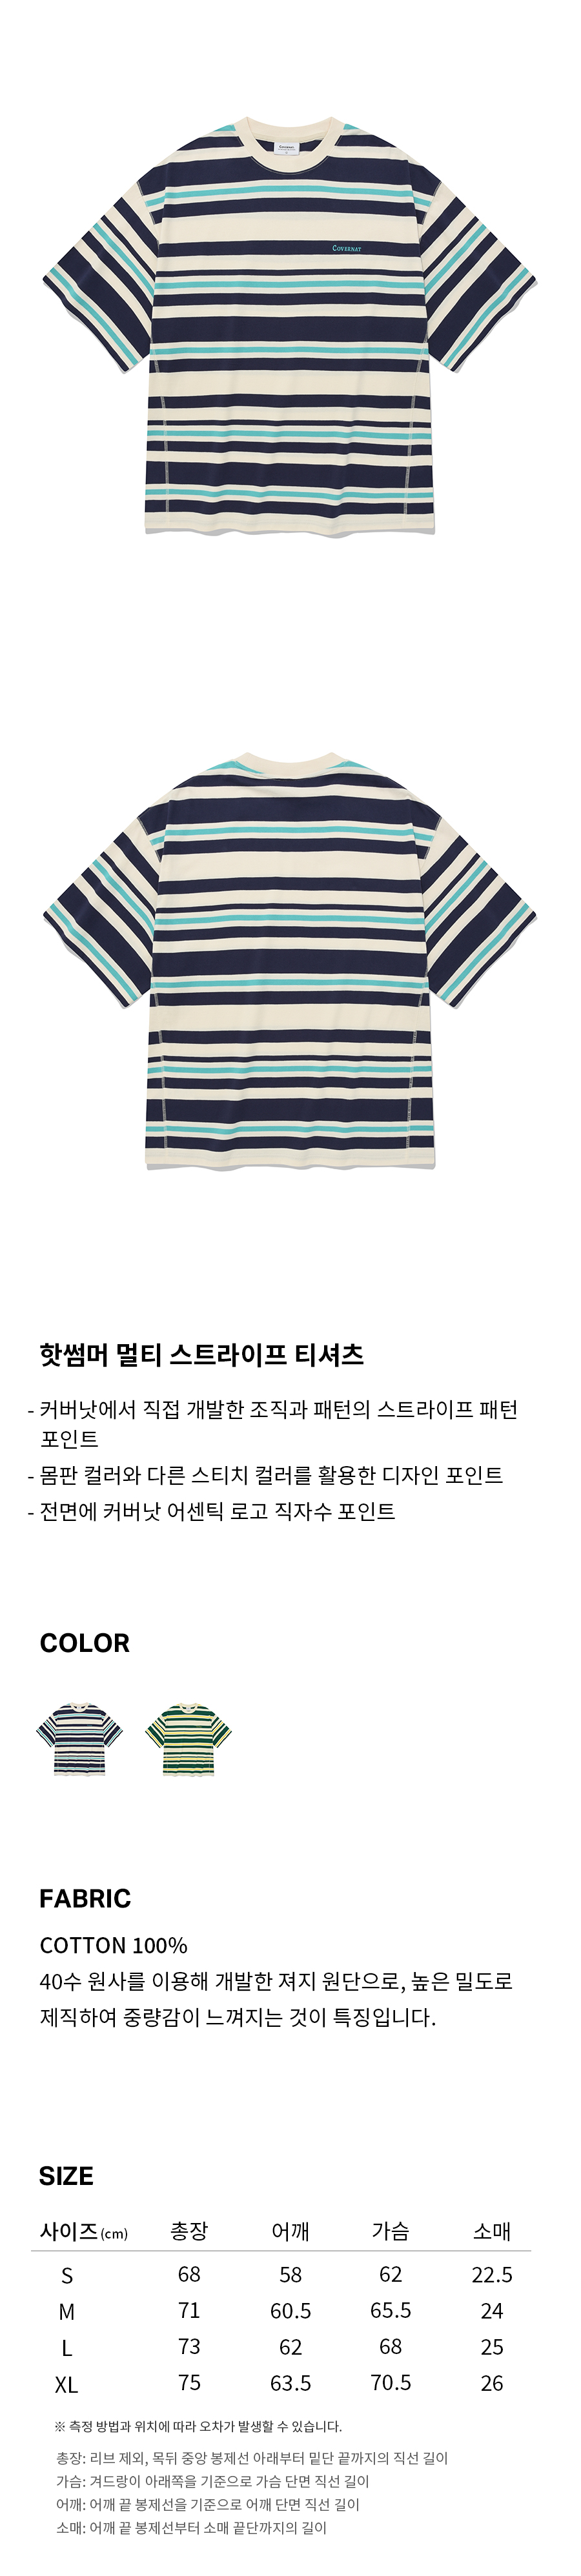 Covernat
COVERNAT
핫썸머 멀티 스트라이프 티셔츠
- 커버낫에서 직접 개발한 조직과 패턴의 스트라이프 패턴
포인트
- 몸판 컬러와 다른 스티치 컬러를 활용한 디자인 포인트
- 전면에 커버낫 어센틱 로고 직자수 포인트
COLOR
FABRIC
COTTON 100%
40수 원사를 이용해 개발한 져지 원단으로, 높은 밀도로
제직하여 중량감이 느껴지는 것이 특징입니다.
SIZE
사이즈(cm) 총장 어깨 가슴 소매
S 68 58 62 22.5
M 71 60.5 65.5 24
L 73 62 68 25
XL 75 63.5 70.5 26
※ 측정 방법과 위치에 따라 오차가 발생할 수 있습니다.
총장: 리브 제외, 목뒤 중앙 봉제선 아래부터 밑단 끝까지의 직선 길이
가슴: 겨드랑이 아래쪽을 기준으로 가슴 단면 직선 길이
어깨: 어깨 끝 봉제선을 기준으로 어깨 단면 직선 길이
소매: 어깨 끝 봉제선부터 소매 끝단까지의 길이